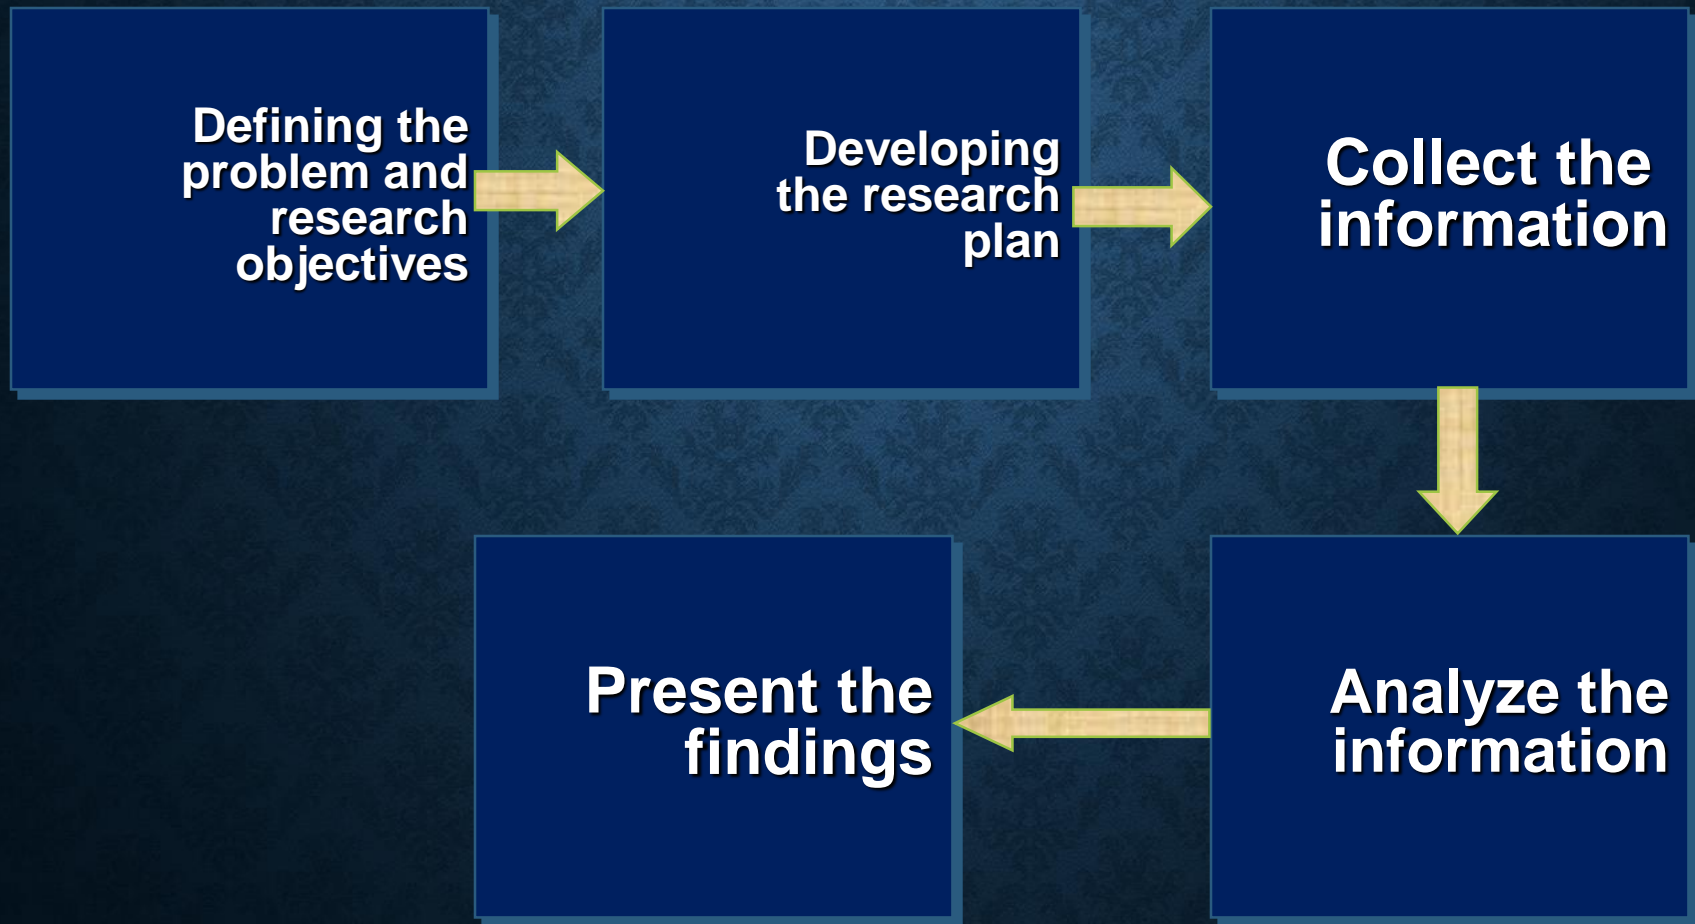 Defining the
problem and
research
objectives
Developing
the research
plan
Collect the
information
Analyze the
information
Present the
findings